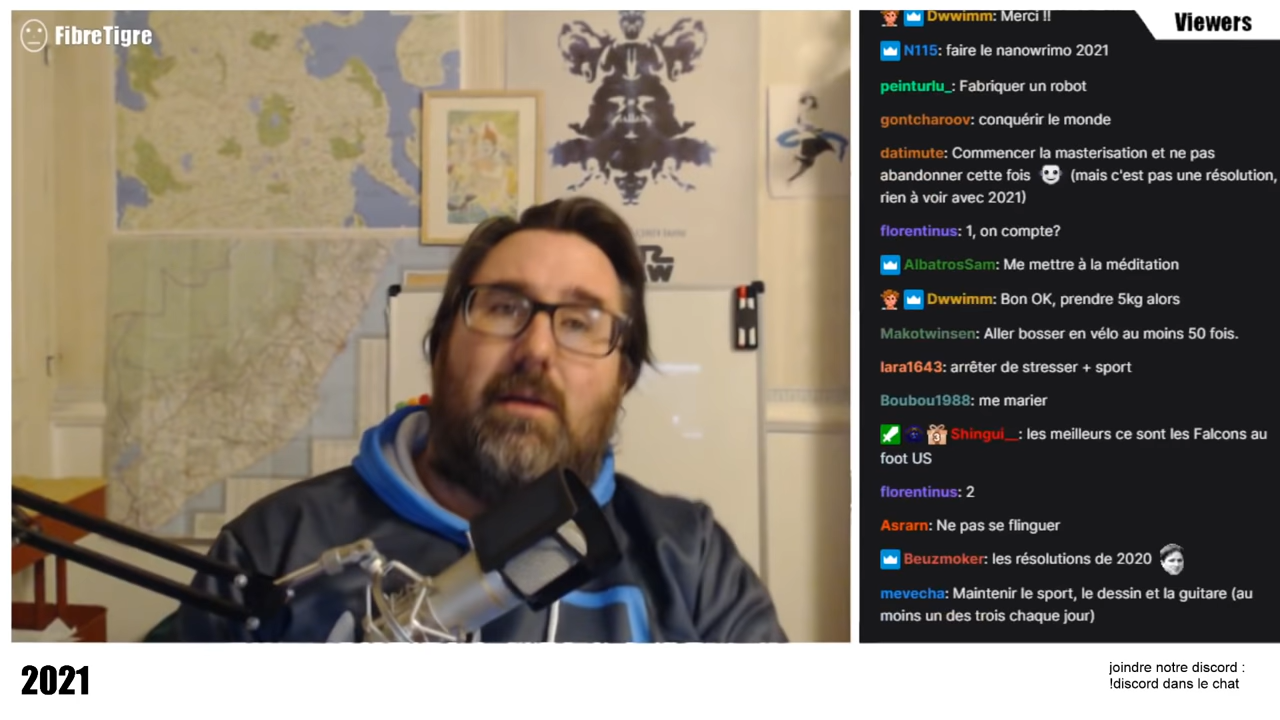 FibreTigre
Viewers
Dwwimm: Merci !!
N115: faire le nanowrimo 2021
peinturlu_: Fabriquer un robot
gontcharoov: conquérir le monde
datimute: Commencer la masterisation et ne pas
abandonner cette fois (mais c'est pas une résolution,
rien à voir avec 2021)
florentinus: 1, on compte?
AlbatrosSam: Me mettre à la méditation
Dwwimm: Bon OK, prendre 5kg alors
Makotwinsen: Aller bosser en vélo au moins 50 fois.
lara1643: arrêter de stresser + sport
Boubou1988: me marier
3 Shingui__: les meilleurs ce sont les Falcons au
foot US
florentinus: 2
Asrarn: Ne pas se flinguer
Beuzmoker: les résolutions de 2020
mevecha: Maintenir le sport, le dessin et la guitare (au
moins un des trois chaque jour)
2021
joindre notre discord :
!discord dans le chat